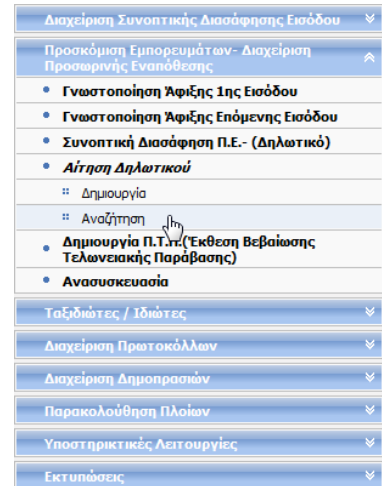 Διαχείριση Συνοπτικής Διασάφησης Εισόδου
Προσκόμιση Εμπορευμάτων- Διαχείριση
Προσωρινής Εναπόθεσης
Γνωστοποίηση Άφιξης 1ης Εισόδου
Γνωστοποίηση Άφιξης Επόμενης Εισόδου
Συνοπτική Διασάφηση Π.Ε.- (Δηλωτικό)
Αίτηση Δηλωτικού
Δημιουργία
Αναζήτηση
Δημιουργία Π.Τ.Π.(Έκθεση Βεβαίωσης
Τελωνειακής Παράβασης)
Ανασυσκευασία
Ταξιδιώτες / Ιδιώτες
Διαχείριση Πρωτοκόλλων
Διαχείριση Δημοπρασιών
Παρακολούθηση Πλοίων
Υποστηρικτικές Λειτουργίες
Εκτυπώσεις